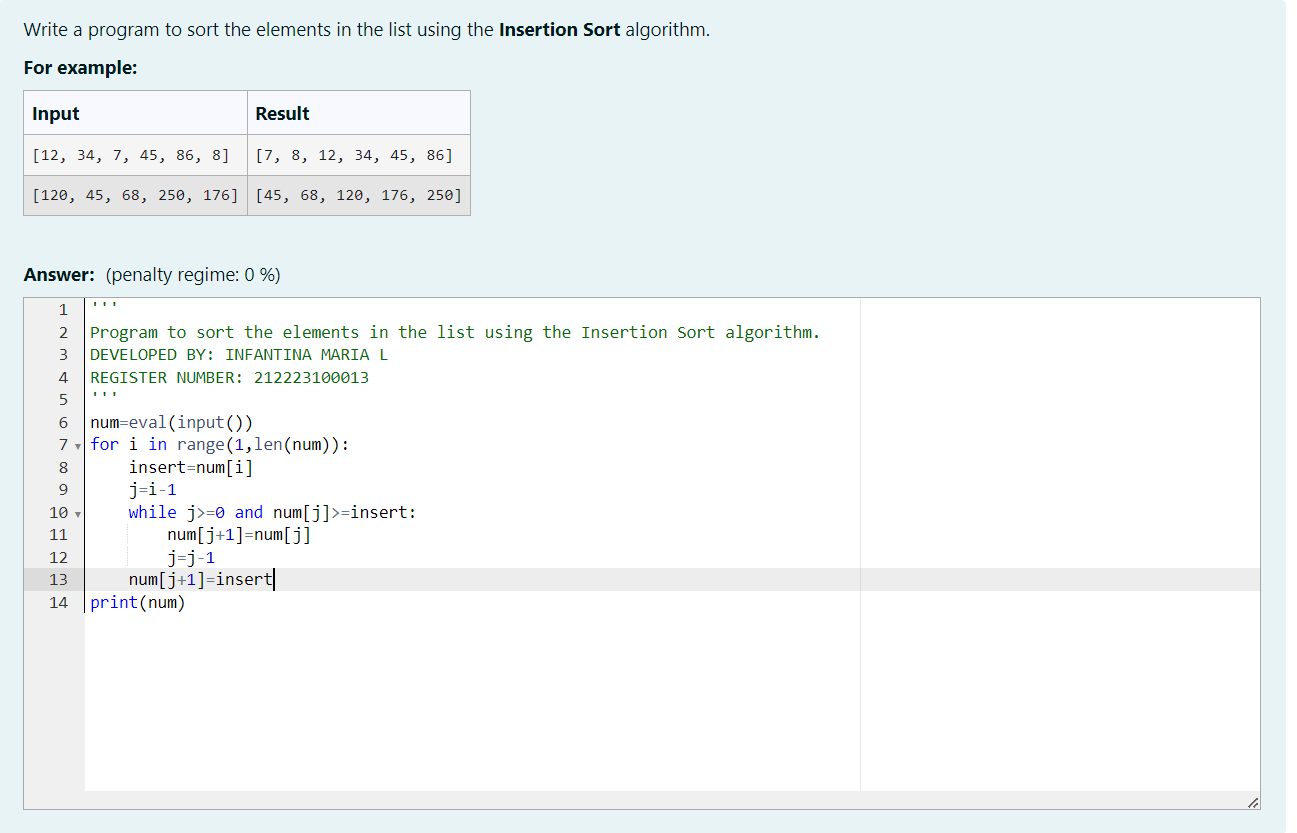 Write a program to sort the elements in the list using the Insertion Sort algorithm.
For example:
Input Result
[12, 34, 7, 45, 86, 8] [7, 8, 12, 34, 45, 86]
[120, 45, 68, 250, 176] [45, 68, 120, 176, 250]
Answer: (penalty regime: 0 %)
1 '''
2 Program to sort the elements in the list using the Insertion Sort algorithm.
3 DEVELOPED BY: INFANTINA MARIA L
4 REGISTER NUMBER: 212223100013
5 '''
6 num=eval(input())
7 for i in range(1,len(num)):
8     insert=num[i]
9     j=i-1
10     while j>=0 and num[j]>=insert:
11         num[j+1]=num[j]
12         j=j-1
13     num[j+1]=insert
14 print(num)